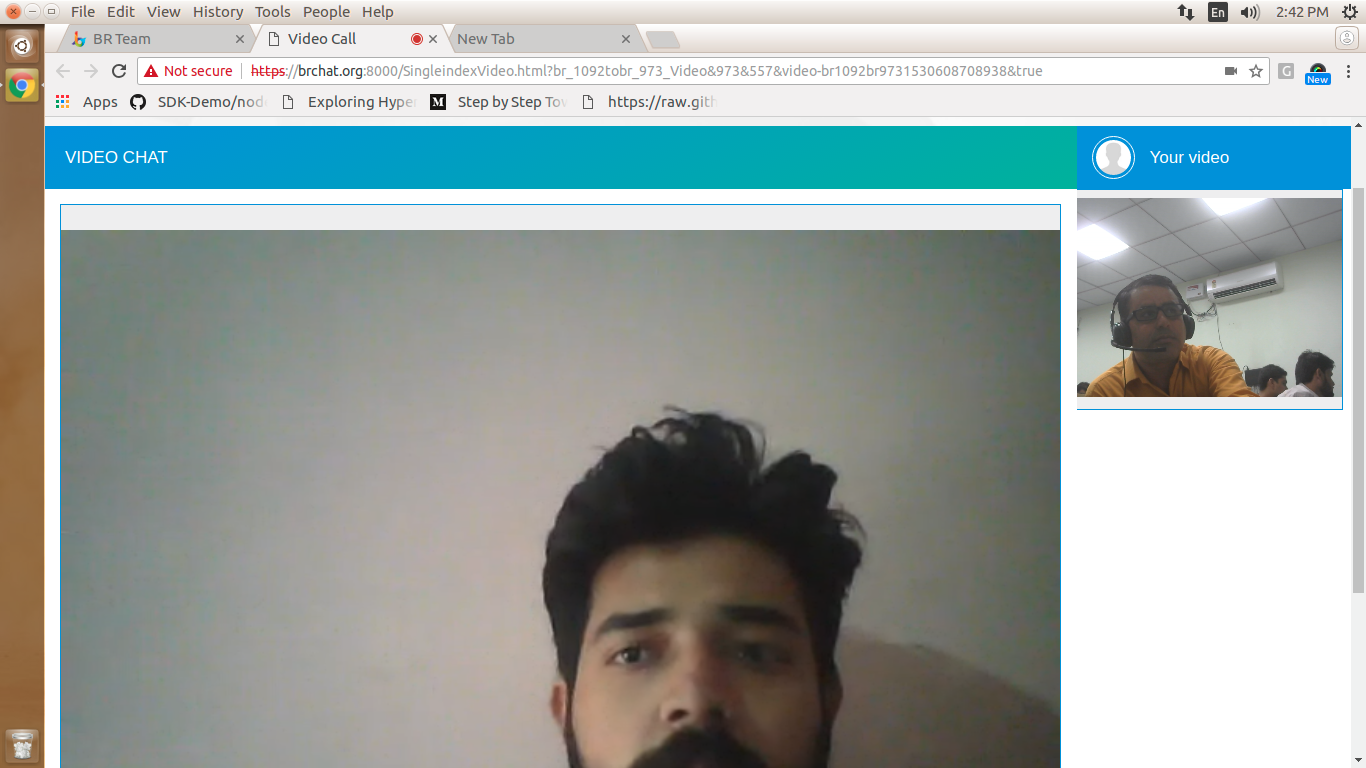 File Edit View History Tools People Help
En
2:42 PM
BR Team
Video Call
New Tab
Not secure
https://brchat.org:8000/SingleindexVideo.html?br_1092tobr_973_Video&973&557&video-br1092br9731530608708938&true
G
New
Apps
SDK-Demo/nod
Exploring Hype
M
Step by Step To
https://raw.gith
VIDEO CHAT
Your video